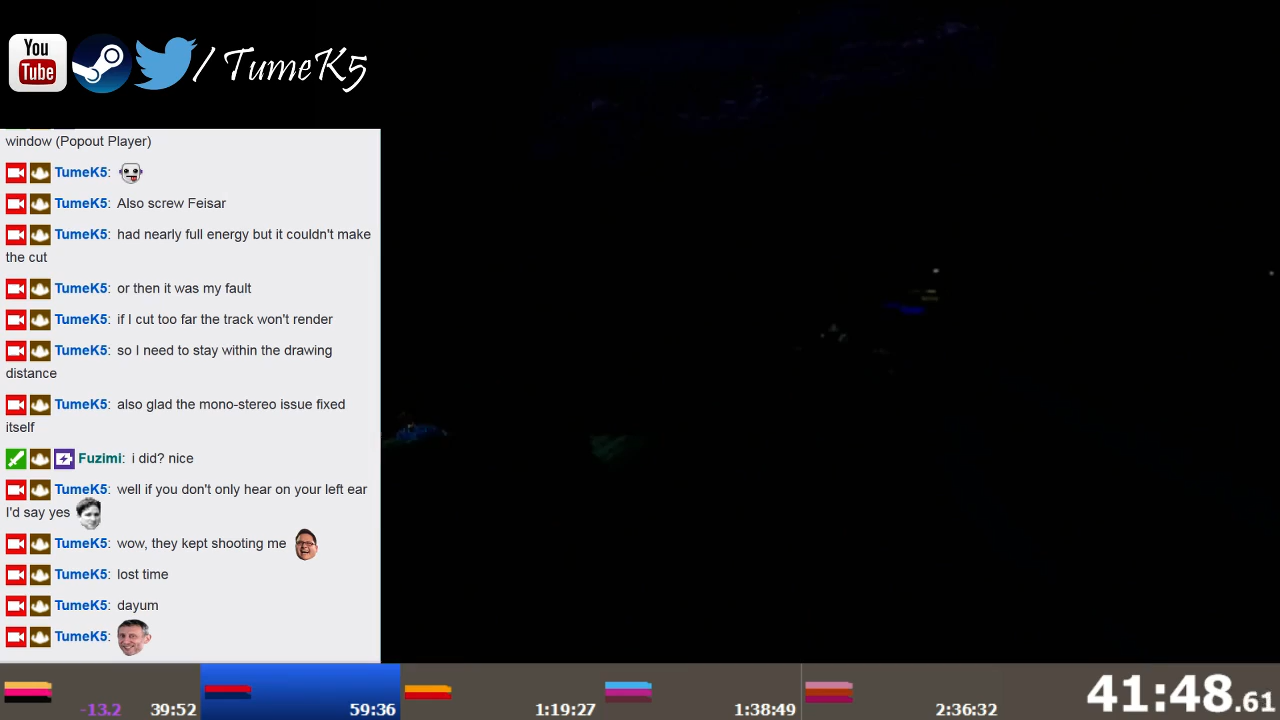 You
Tube
/ TumeK5
window (Popout Player)
TumeK5:
TumeK5: Also screw Feisar
TumeK5: had nearly full energy but it couldn't make
the cut
TumeK5: or then it was my fault
TumeK5: if I cut too far the track won't render
TumeK5: so I need to stay within the drawing
distance
TumeK5: also glad the mono-stereo issue fixed
itself
Fuzimi: i did? nice
TumeK5: well if you don't only hear on your left ear
I'd say yes
TumeK5: wow, they kept shooting me
TumeK5: lost time
TumeK5: dayum
TumeK5:
-13.2 39:52 59:36 1:19:27 1:38:49 2:36:32 41:48.61